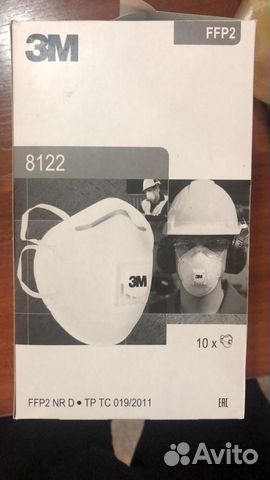 3M
FFP2
8122
3M
10 x
FFP2 NR D • TP TC 019/2011
EAC
Avito